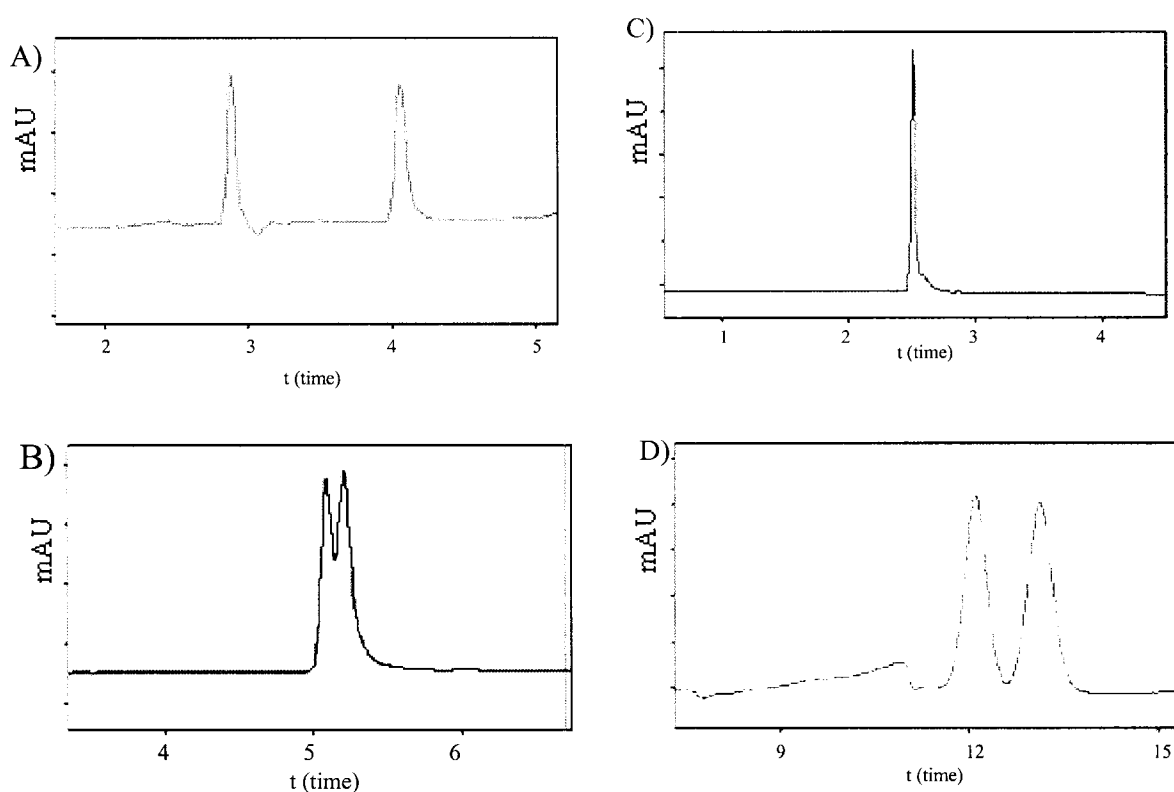 A)
mAU
2 3 4 5
t (time)
C)
mAU
1 2 3 4
t (time)
B)
mAU
4 5 6
t (time)
D)
mAU
9 12 15
t (time)